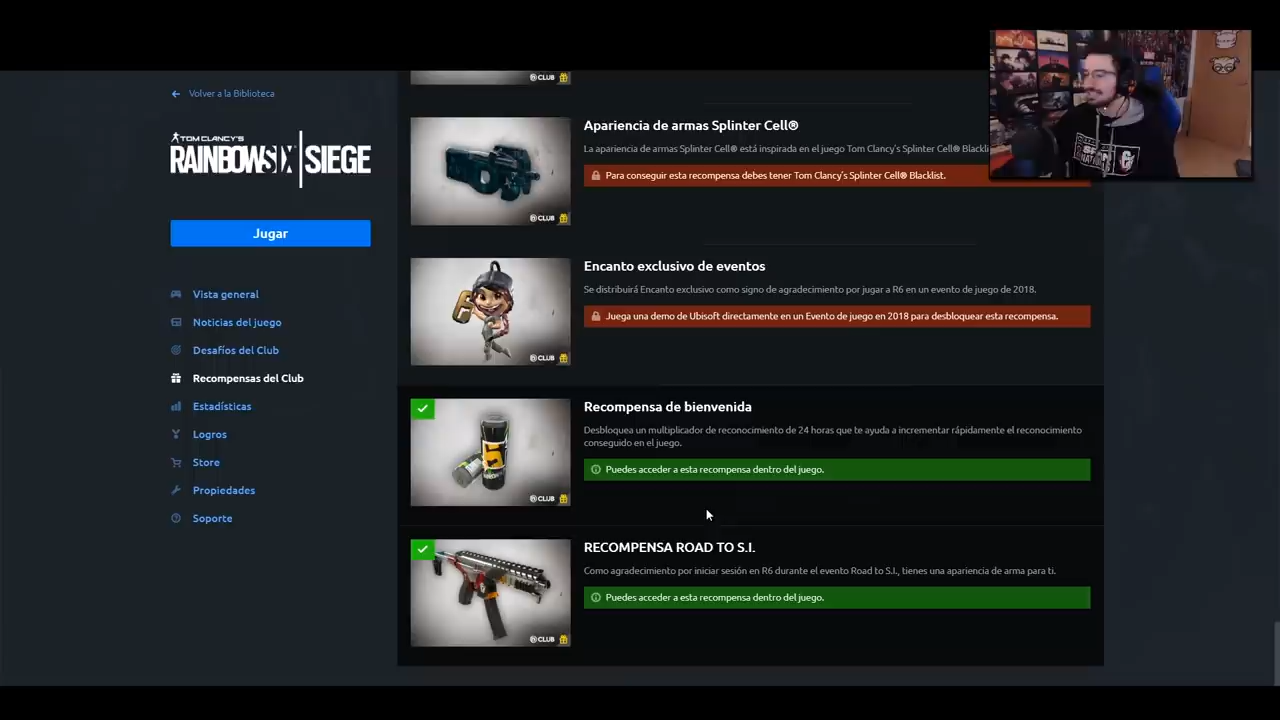 Volver a la Biblioteca
TOM CLANCY'S
RAINBOWSIX | SIEGE
Jugar
Vista general
Noticias del juego
Desafíos del Club
Recompensas del Club
Estadísticas
Logros
Store
Propiedades
Soporte
CLUB
Apariencia de armas Splinter Cell®
La apariencia de armas Splinter Cell® está inspirada en el juego Tom Clancy's Splinter Cell® Blackli
Para conseguir esta recompensa debes tener Tom Clancy's Splinter Cell® Blacklist.
CLUB
Encanto exclusivo de eventos
Se distribuirá Encanto exclusivo como signo de agradecimiento por jugar a R6 en un evento de juego de 2018.
Juega una demo de Ubisoft directamente en un Evento de juego en 2018 para desbloquear esta recompensa.
CLUB
Recompensa de bienvenida
Desbloquea un multiplicador de reconocimiento de 24 horas que te ayuda a incrementar rápidamente el reconocimiento
conseguido en el juego.
Puedes acceder a esta recompensa dentro del juego.
CLUB
RECOMPENSA ROAD TO S.I.
Como agradecimiento por iniciar sesión en R6 durante el evento Road to S.I., tienes una apariencia de arma para ti.
Puedes acceder a esta recompensa dentro del juego.
CLUB